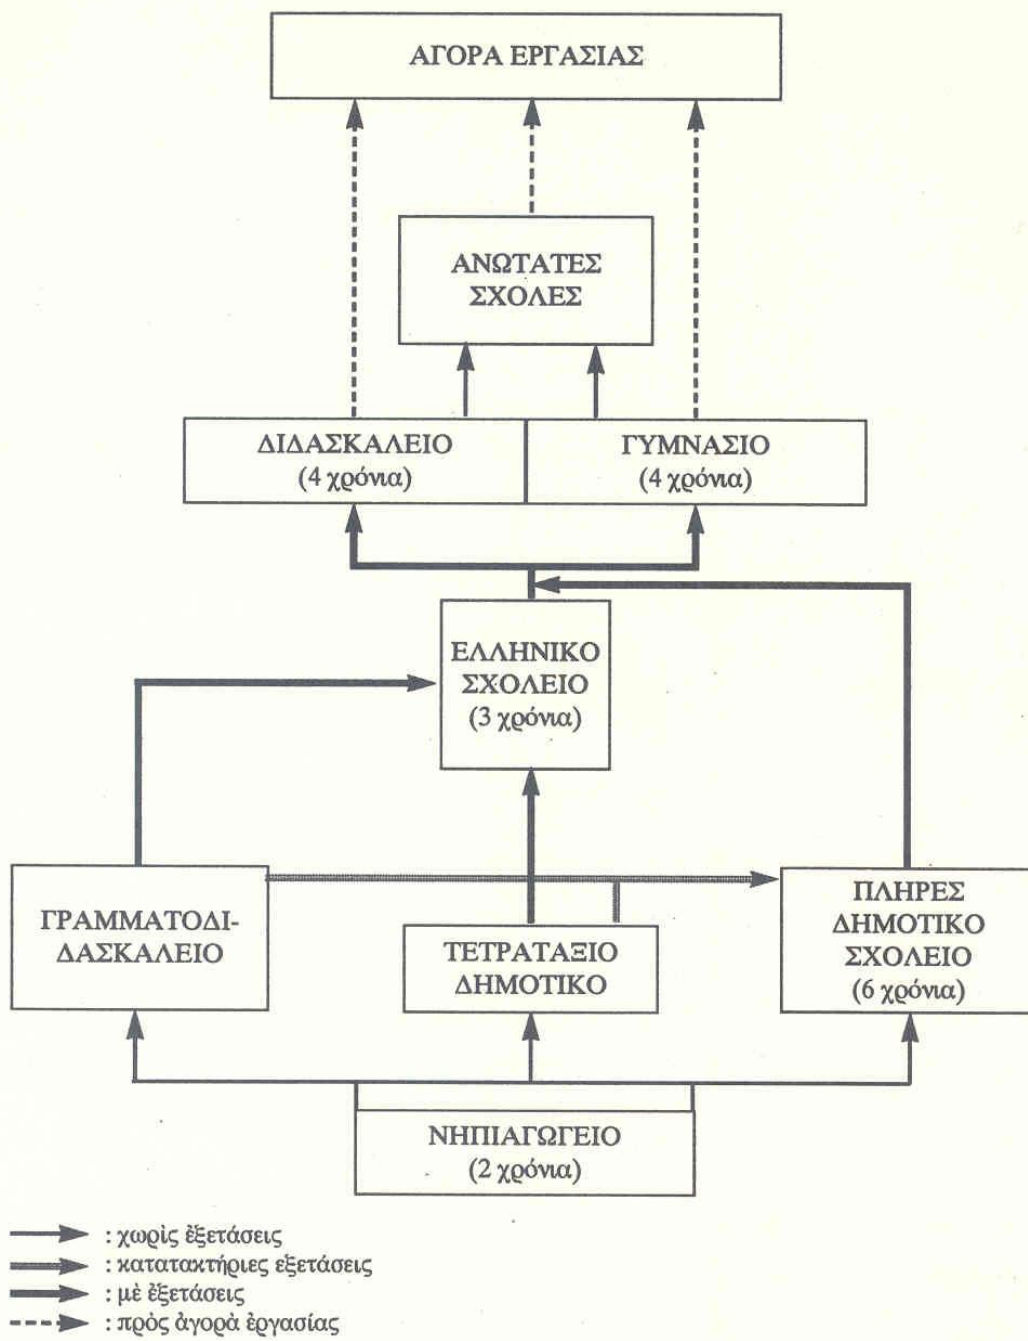 ΑΓΟΡΑ ΕΡΓΑΣΙΑΣ
ΑΝΩΤΑΤΕΣ
ΣΧΟΛΕΣ
ΔΙΔΑΣΚΑΛΕΙΟ
(4 χρόνια)
ΓΥΜΝΑΣΙΟ
(4 χρόνια)
ΕΛΛΗΝΙΚΟ
ΣΧΟΛΕΙΟ
(3 χρόνια)
ΓΡΑΜΜΑΤΟΔΙ-
ΔΑΣΚΑΛΕΙΟ
ΤΕΤΡΑΤΑΞΙΟ
ΔΗΜΟΤΙΚΟ
ΠΛΗΡΕΣ
ΔΗΜΟΤΙΚΟ
ΣΧΟΛΕΙΟ
(6 χρόνια)
ΝΗΠΙΑΓΩΓΕΙΟ
(2 χρόνια)
: χωρὶς ἐξετάσεις
: κατατακτήριες εξετάσεις
: μὲ ἐξετάσεις
: πρὸς ἀγορὰ ἐργασίας